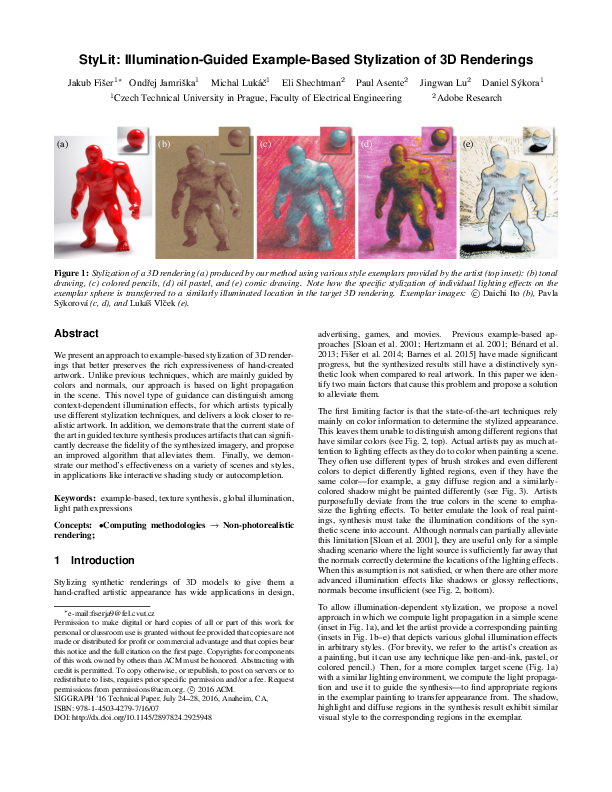 StyLit: Illumination-Guided Example-Based Stylization of 3D Renderings
Jakub Fišer1∗ Ondřej Jamriška1 Michal Lukáč1 Eli Shechtman2 Paul Asente2 Jingwan Lu2 Daniel Sýkora1
1Czech Technical University in Prague, Faculty of Electrical Engineering 2Adobe Research
(a) (b) (c) (d) (e)
Figure 1: Stylization of a 3D rendering (a) produced by our method using various style exemplars provided by the artist (top inset): (b) tonal
drawing, (c) colored pencils, (d) oil pastel, and (e) comic drawing. Note how the specific stylization of individual lighting effects on the
exemplar sphere is transferred to a similarly illuminated location in the target 3D rendering. Exemplar images: © Daichi Ito (b), Pavla
Sýkorová (c, d), and Lukáš Vlček (e).
Abstract
We present an approach to example-based stylization of 3D render-
ings that better preserves the rich expressiveness of hand-created
artwork. Unlike previous techniques, which are mainly guided by
colors and normals, our approach is based on light propagation
in the scene. This novel type of guidance can distinguish among
context-dependent illumination effects, for which artists typically
use different stylization techniques, and delivers a look closer to re-
alistic artwork. In addition, we demonstrate that the current state of
the art in guided texture synthesis produces artifacts that can signifi-
cantly decrease the fidelity of the synthesized imagery, and propose
an improved algorithm that alleviates them. Finally, we demon-
strate our method's effectiveness on a variety of scenes and styles,
in applications like interactive shading study or autocompletion.
Keywords: example-based, texture synthesis, global illumination,
light path expressions
Concepts: •Computing methodologies → Non-photorealistic
rendering;
1 Introduction
Stylizing synthetic renderings of 3D models to give them a
hand-crafted artistic appearance has wide applications in design,
∗e-mail:fiserja9@fel.cvut.cz
Permission to make digital or hard copies of all or part of this work for
personal or classroom use is granted without fee provided that copies are not
made or distributed for profit or commercial advantage and that copies bear
this notice and the full citation on the first page. Copyrights for components
of this work owned by others than ACM must be honored. Abstracting with
credit is permitted. To copy otherwise, or republish, to post on servers or to
redistribute to lists, requires prior specific permission and/or a fee. Request
permissions from permissions@acm.org. © 2016 ACM.
SIGGRAPH '16 Technical Paper, July 24–28, 2016, Anaheim, CA,
ISBN: 978-1-4503-4279-7/16/07
DOI: http://dx.doi.org/10.1145/2897824.2925948
advertising, games, and movies. Previous example-based ap-
proaches [Sloan et al. 2001; Hertzmann et al. 2001; Bénard et al.
2013; Fišer et al. 2014; Barnes et al. 2015] have made significant
progress, but the synthesized results still have a distinctively syn-
thetic look when compared to real artwork. In this paper we iden-
tify two main factors that cause this problem and propose a solution
to alleviate them.
The first limiting factor is that the state-of-the-art techniques rely
mainly on color information to determine the stylized appearance.
This leaves them unable to distinguish among different regions that
have similar colors (see Fig. 2, top). Actual artists pay as much at-
tention to lighting effects as they do to color when painting a scene.
They often use different types of brush strokes and even different
colors to depict differently lighted regions, even if they have the
same color—for example, a gray diffuse region and a similarly-
colored shadow might be painted differently (see Fig. 3). Artists
purposefully deviate from the true colors in the scene to empha-
size the lighting effects. To better emulate the look of real paint-
ings, synthesis must take the illumination conditions of the syn-
thetic scene into account. Although normals can partially alleviate
this limitation [Sloan et al. 2001], they are useful only for a simple
shading scenario where the light source is sufficiently far away that
the normals correctly determine the locations of the lighting effects.
When this assumption is not satisfied, or when there are other more
advanced illumination effects like shadows or glossy reflections,
normals become insufficient (see Fig. 2, bottom).
To allow illumination-dependent stylization, we propose a novel
approach in which we compute light propagation in a simple scene
(inset in Fig. 1a), and let the artist provide a corresponding painting
(insets in Fig. 1b–e) that depicts various global illumination effects
in arbitrary styles. (For brevity, we refer to the artist's creation as
a painting, but it can use any technique like pen-and-ink, pastel, or
colored pencil.) Then, for a more complex target scene (Fig. 1a)
with a similar lighting environment, we compute the light propaga-
tion and use it to guide the synthesis—to find appropriate regions
in the exemplar painting to transfer appearance from. The shadow,
highlight and diffuse regions in the synthesis result exhibit similar
visual style to the corresponding regions in the exemplar.